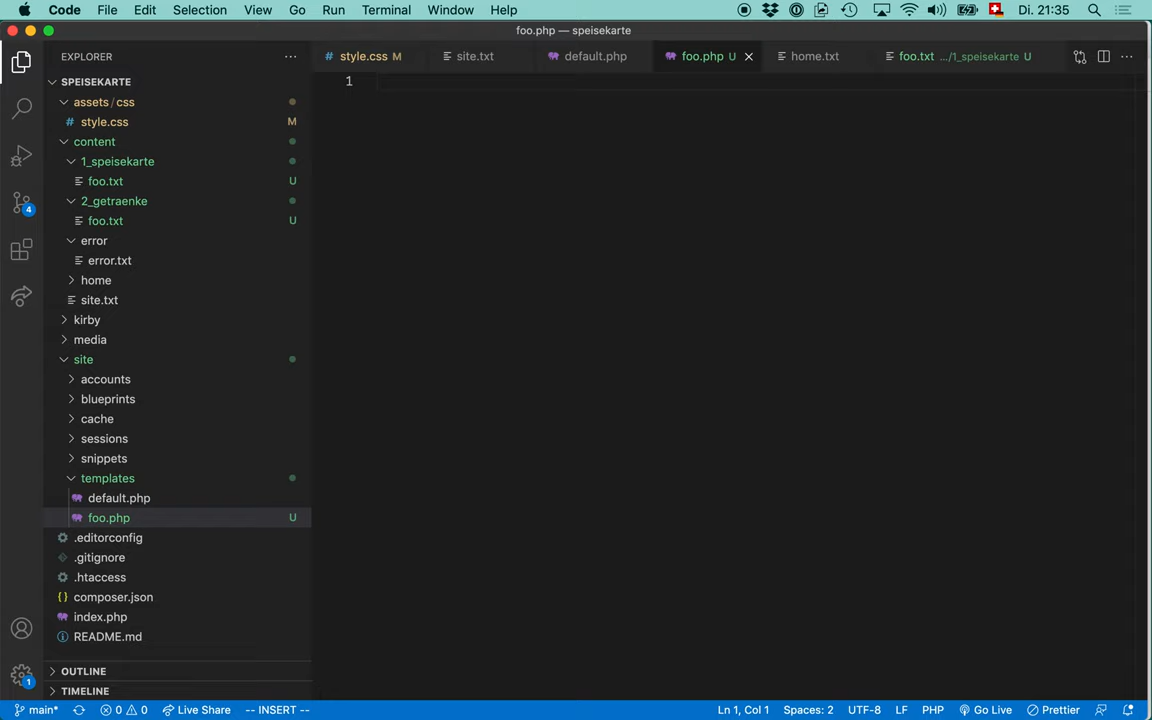 Code File Edit Selection View Go Run Terminal Window Help Di. 21:35
foo.php — speisekarte
EXPLORER
style.css M
site.txt
default.php
foo.php U
home.txt
foo.txt .../1_speisekarte U
SPEISEKARTE
1
assets / css
style.css M
content
1_speisekarte
foo.txt U
2_getraenke
foo.txt U
error
error.txt
home
site.txt
kirby
media
site
accounts
blueprints
cache
sessions
snippets
templates
default.php
foo.php U
.editorconfig
.gitignore
.htaccess
composer.json
index.php
README.md
OUTLINE
TIMELINE
4
1
main* 0 0 Live Share -- INSERT -- Ln 1, Col 1 Spaces: 2 UTF-8 LF PHP Go Live Prettier